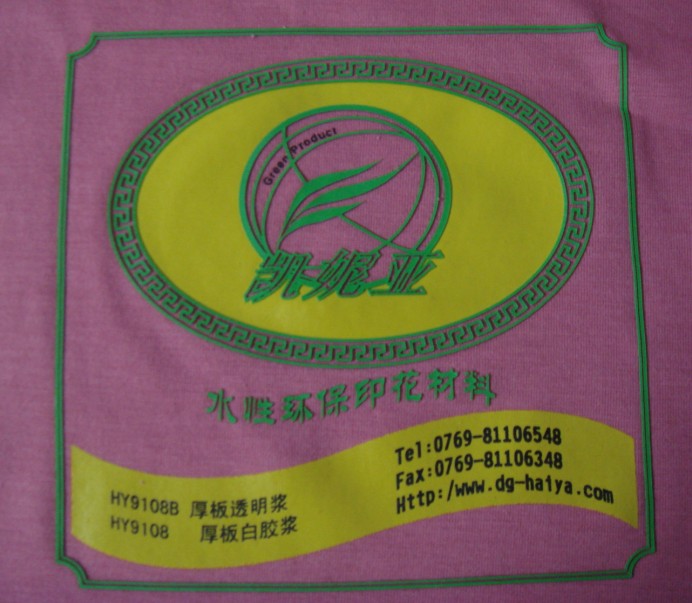 Green Product
凯妮亚
水性环保印花材料
Tel:0769-81106548
Fax:0769-81106348
Http:/www.dg-haiya.com
HY9108B 厚板透明浆
HY9108 厚板白胶浆